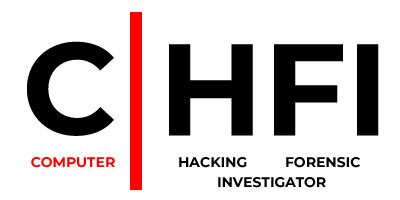 C HFI
COMPUTER HACKING FORENSIC
INVESTIGATOR